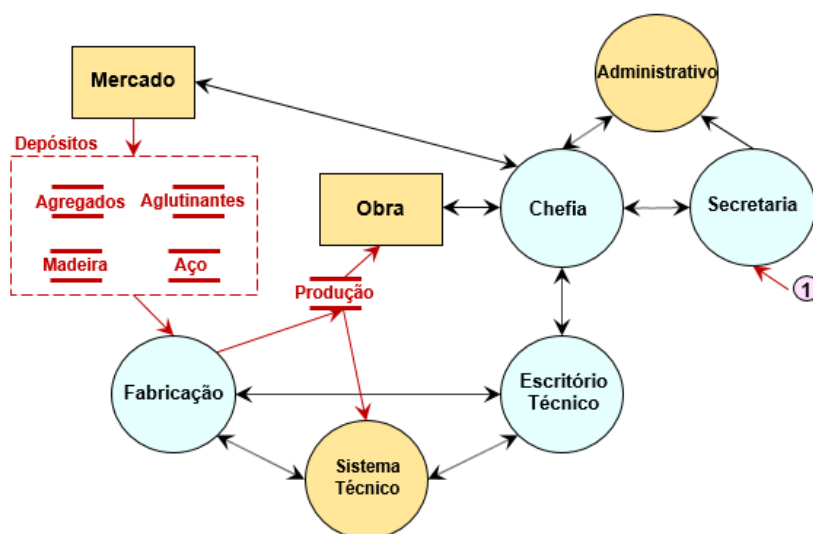 Mercado
Administrativo
Depósitos
Agregados
Aglutinantes
Obra
Chefia
Secretaria
Madeira
Aço
Produção
1
Fabricação
Escritório
Técnico
Sistema
Técnico